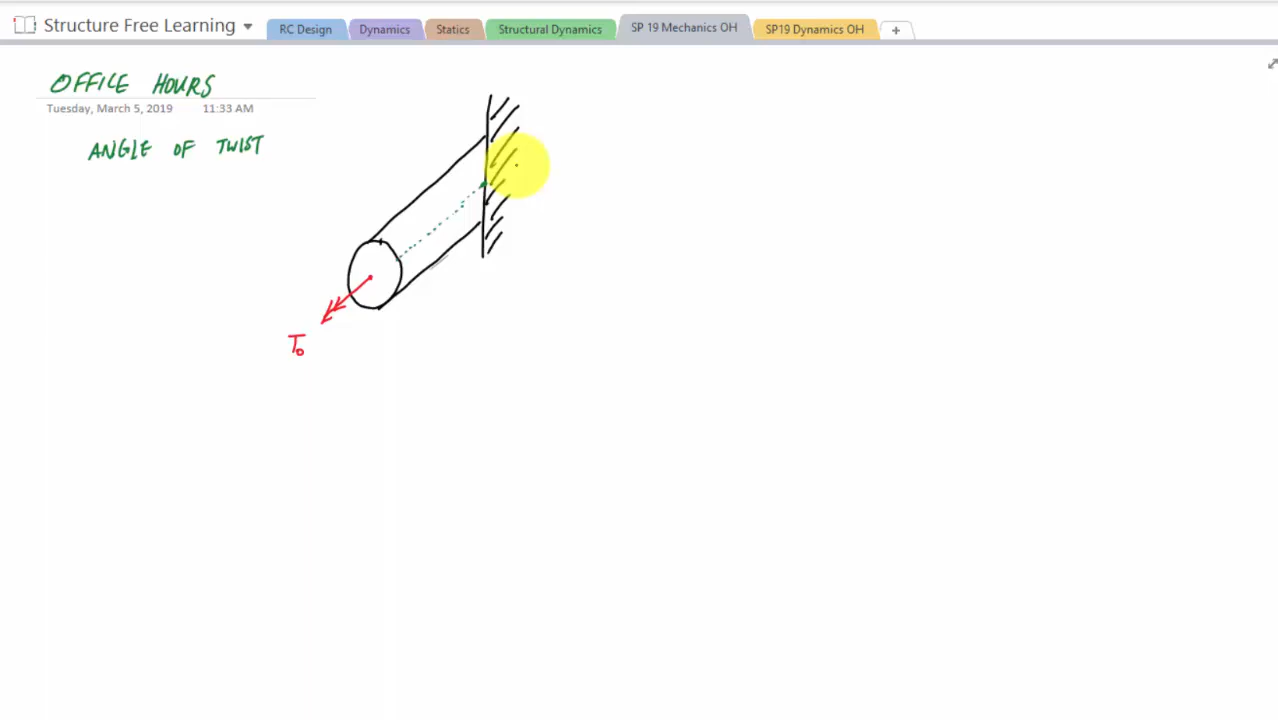 Structure Free Learning
RC Design
Dynamics
Statics
Structural Dynamics
SP 19 Mechanics OH
SP19 Dynamics OH
+
OFFICE HOURS
Tuesday, March 5, 2019 11:33 AM
ANGLE OF TWIST
T₀